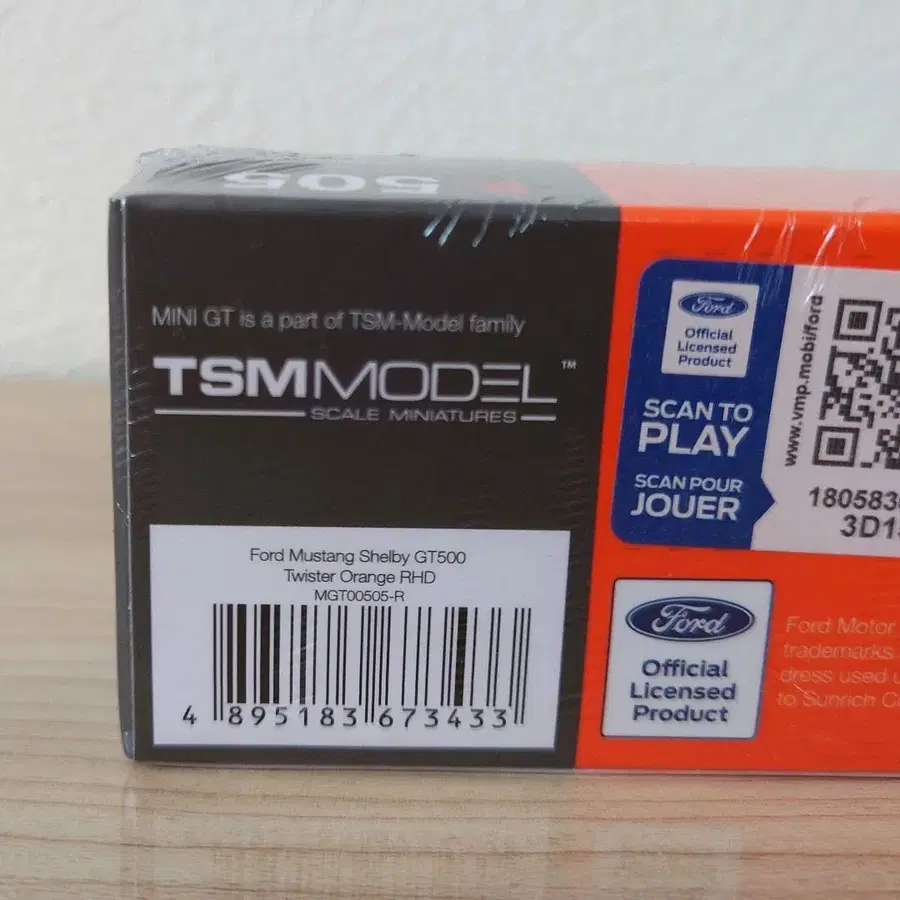 505
MINI GT is a part of TSM-Model family
TSMMODEL™
SCALE MINIATURES
Ford Mustang Shelby GT500
Twister Orange RHD
MGT00505-R
4 895183 673433
Ford
Official
Licensed
Product
SCAN TO
PLAY
SCAN POUR
JOUER
www.vmp.mobi/ford
180583
3D1
Ford
Official
Licensed
Product
Ford Motor
trademarks
dress used
to Sunrich